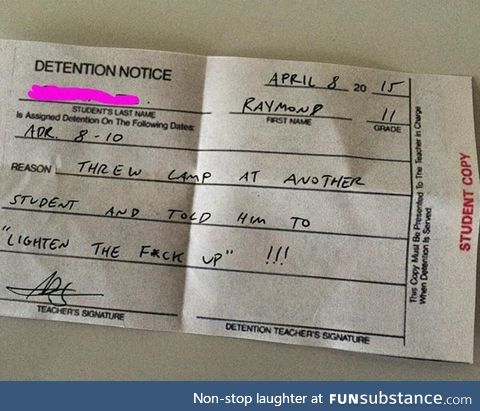 DETENTION NOTICE
APRIL 8 20 15
STUDENT'S LAST NAME
RAYMOND 11
FIRST NAME GRADE
Is Assigned Detention On The Following Dates:
APR. 8-10
REASON THREW LAMP AT ANOTHER
STUDENT AND TOLD HIM TO
"LIGHTEN THE F*CK UP" !!!
TEACHER'S SIGNATURE
DETENTION TEACHER'S SIGNATURE
This Copy Must Be Presented To The Teacher in Charge
When Detention Is Served
STUDENT COPY
Non-stop laughter at FUNsubstance.com